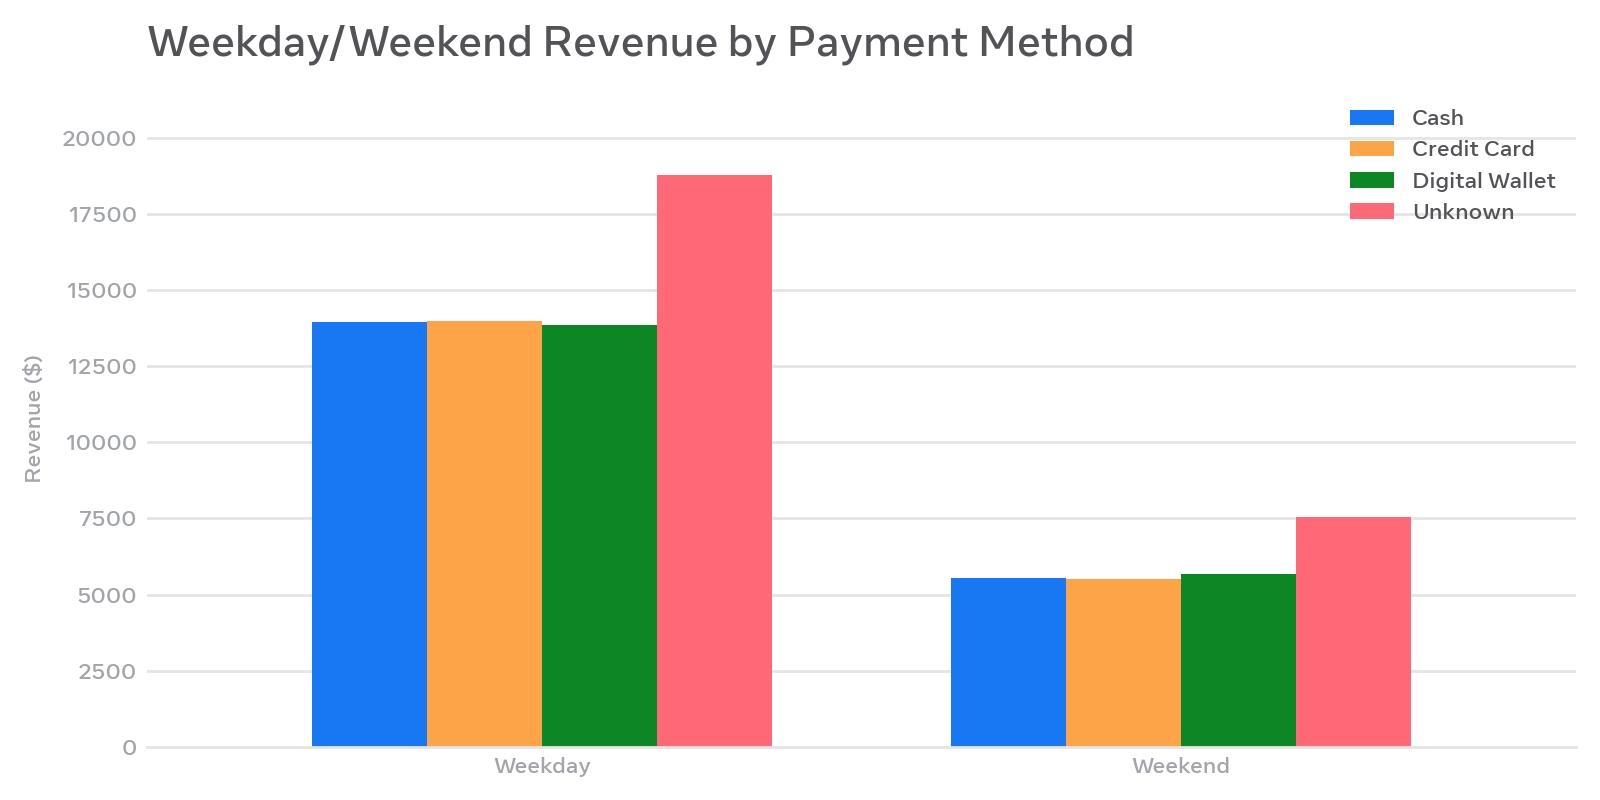 Weekday/Weekend Revenue by Payment Method
Cash
Credit Card
Digital Wallet
Unknown
Revenue ($)
20000
17500
15000
12500
10000
7500
5000
2500
0
Weekday
Weekend